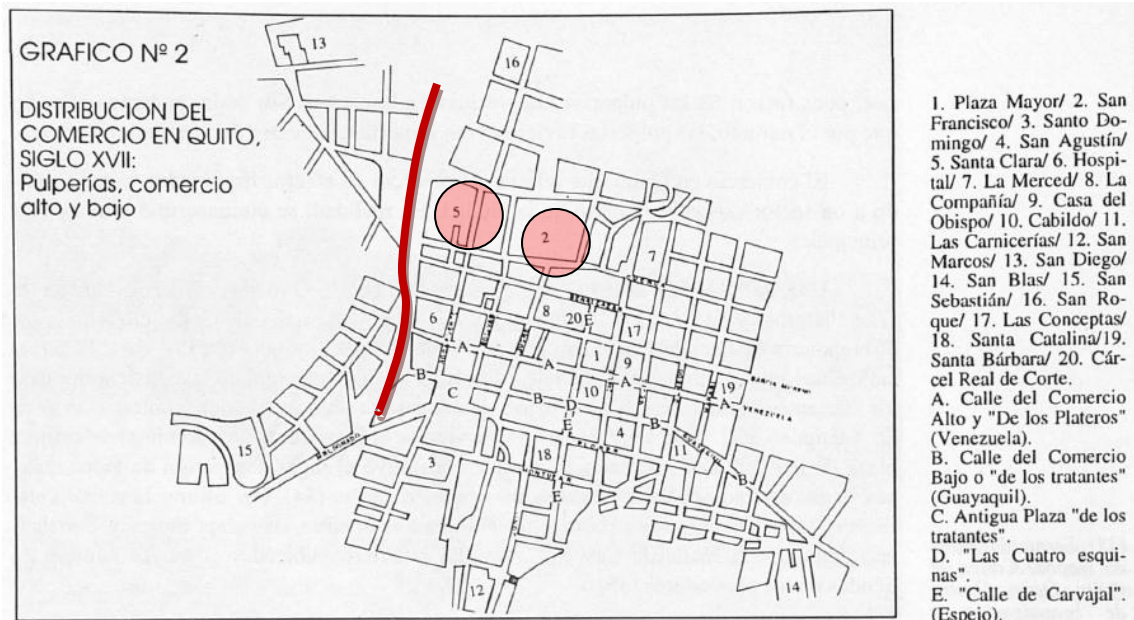 GRAFICO Nº 2
DISTRIBUCION DEL
COMERCIO EN QUITO,
SIGLO XVII:
Pulperías, comercio
alto y bajo
13
16
5
2
7
6
8
20
E
17
A
1
9
A
10
A
19
A
B
C
B
B
4
11
B
E
E
15
MALDONADO
3
18
12
14
VENEZUELA
1. Plaza Mayor/ 2. San
Francisco/ 3. Santo Do-
mingo/ 4. San Agustín/
5. Santa Clara/ 6. Hospi-
tal/ 7. La Merced/ 8. La
Compañía/ 9. Casa del
Obispo/ 10. Cabildo/ 11.
Las Carnicerías/ 12. San
Marcos/ 13. San Diego/
14. San Blas/ 15. San
Sebastián/ 16. San Ro-
que/ 17. Las Conceptas/
18. Santa Catalina/19.
Santa Bárbara/ 20. Cár-
cel Real de Corte.
A. Calle del Comercio
Alto y "De los Plateros"
(Venezuela).
B. Calle del Comercio
Bajo o "de los tratantes"
(Guayaquil).
C. Antigua Plaza "de los
tratantes".
D. "Las Cuatro esqui-
nas".
E. "Calle de Carvajal".
(Espejo).